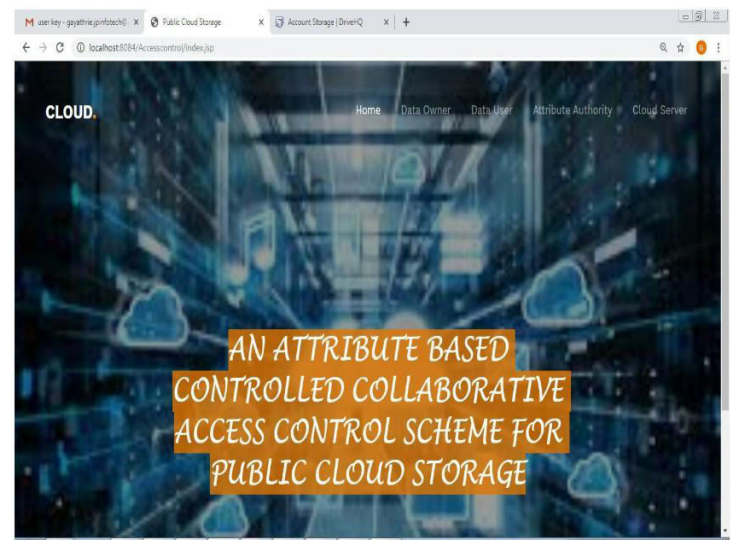 user key - gayathrie.jpinfotech@
Public Cloud Storage
Account Storage | DriveHQ
localhost:8084/Accesscontrol/index.jsp
G
CLOUD.
Home Data Owner Data User Attribute Authority Cloud Server
AN ATTRIBUTE BASED
CONTROLLED COLLABORATIVE
ACCESS CONTROL SCHEME FOR
PUBLIC CLOUD STORAGE